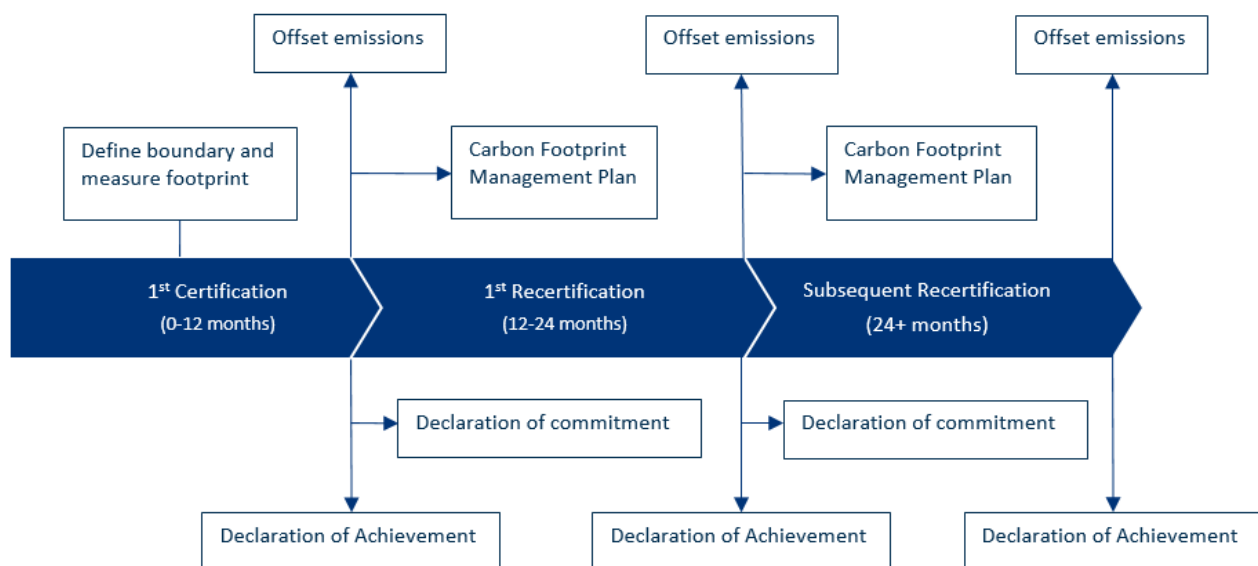 Offset emissions
Offset emissions
Offset emissions
Define boundary and
measure footprint
Carbon Footprint
Management Plan
Carbon Footprint
Management Plan
1st Certification
(0-12 months)
1st Recertification
(12-24 months)
Subsequent Recertification
(24+ months)
Declaration of commitment
Declaration of commitment
Declaration of Achievement
Declaration of Achievement
Declaration of Achievement